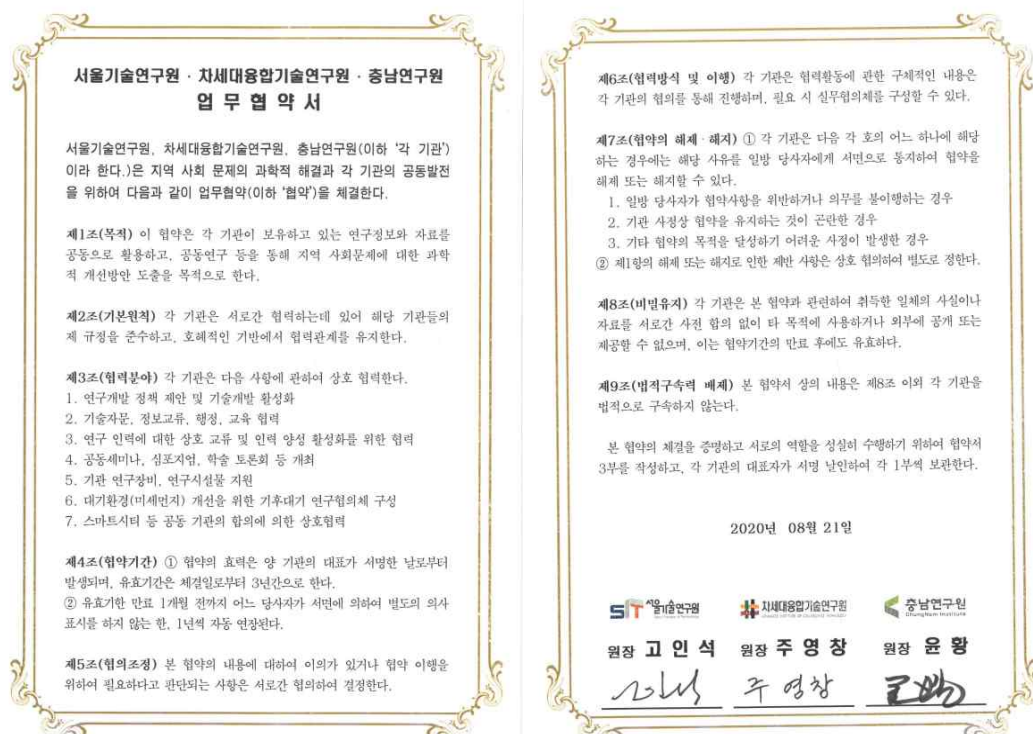 서울기술연구원 · 차세대융합기술연구원 · 충남연구원
업 무 협 약 서
서울기술연구원, 차세대융합기술연구원, 충남연구원(이하 '각 기관')
이라 한다.)은 지역 사회 문제의 과학적 해결과 각 기관의 공동발전
을 위하여 다음과 같이 업무협약(이하 '협약')을 체결한다.
제1조(목적) 이 협약은 각 기관이 보유하고 있는 연구정보와 자료를
공동으로 활용하고, 공동연구 등을 통해 지역 사회문제에 대한 과학
적 개선방안 도출을 목적으로 한다.
제2조(기본원칙) 각 기관은 서로간 협력하는데 있어 해당 기관들의
제 규정을 준수하고, 호혜적인 기반에서 협력관계를 유지한다.
제3조(협력분야) 각 기관은 다음 사항에 관하여 상호 협력한다.
1. 연구개발 정책 제안 및 기술개발 활성화
2. 기술자문, 정보교류, 행정, 교육 협력
3. 연구 인력에 대한 상호 교류 및 인력 양성 활성화를 위한 협력
4. 공동세미나, 심포지엄, 학술 토론회 등 개최
5. 기관 연구장비, 연구시설물 지원
6. 대기환경(미세먼지) 개선을 위한 기후대기 연구협의체 구성
7. 스마트시티 등 공동 기관의 합의에 의한 상호협력
제4조(협약기간) ① 협약의 효력은 양 기관의 대표가 서명한 날로부터
발생되며, 유효기간은 체결일로부터 3년간으로 한다.
② 유효기한 만료 1개월 전까지 어느 당사자가 서면에 의하여 별도의 의사
표시를 하지 않는 한, 1년씩 자동 연장된다.
제5조(협의조정) 본 협약의 내용에 대하여 이의가 있거나 협약 이행을
위하여 필요하다고 판단되는 사항은 서로간 협의하여 결정한다.
제6조(협력방식 및 이행) 각 기관은 협력활동에 관한 구체적인 내용은
각 기관의 협의를 통해 진행하며, 필요 시 실무협의체를 구성할 수 있다.
제7조(협약의 해제·해지) ① 각 기관은 다음 각 호의 어느 하나에 해당
하는 경우에는 해당 사유를 일방 당사자에게 서면으로 통지하여 협약을
해제 또는 해지할 수 있다.
1. 일방 당사자가 협약사항을 위반하거나 의무를 불이행하는 경우
2. 기관 사정상 협약을 유지하는 것이 곤란한 경우
3. 기타 협약의 목적을 달성하기 어려운 사정이 발생한 경우
② 제1항의 해제 또는 해지로 인한 제반 사항은 상호 협의하여 별도로 정한다.
제8조(비밀유지) 각 기관은 본 협약과 관련하여 취득한 일체의 사실이나
자료를 서로간 사전 합의 없이 타 목적에 사용하거나 외부에 공개 또는
제공할 수 없으며, 이는 협약기간의 만료 후에도 유효하다.
제9조(법적구속력 배제) 본 협약서 상의 내용은 제8조 이외 각 기관을
법적으로 구속하지 않는다.
본 협약의 체결을 증명하고 서로의 역할을 성실히 수행하기 위하여 협약서
3부를 작성하고, 각 기관의 대표자가 서명 날인하여 각 1부씩 보관한다.
2020년 08월 21일
SIT 서울기술연구원 차세대융합기술연구원 충남연구원
ChungNam Institute
원장 고 인 석 원장 주 영 창 원장 윤 황
주 영창